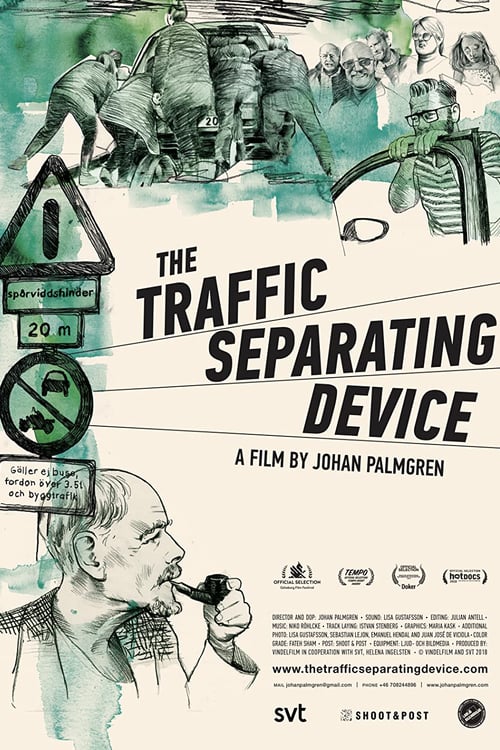 THE
TRAFFIC
SEPARATING
DEVICE
A FILM BY JOHAN PALMGREN
spårviddshinder
20 m
Gäller ej buss,
fordon över 3.5t
och byggtrafik
OFFICIAL SELECTION
Göteborg Film Festival
TEMPO
OFFICIAL SELECTION
Doker
OFFICIAL SELECTION
HOTDOCS
DIRECTOR AND DOP: JOHAN PALMGREN • SOUND: LISA GUSTAFSSON • EDITING: JULIAN ANTELL •
MUSIC: NIKO RÖHLCKE • TRACK LAYING: ISTVAN STENBERG • GRAPHICS: MARIA KASK • ADDITIONAL
PHOTO: LISA GUSTAFSSON, SEBASTIAN LEJON, EMANUEL HENDAL AND JUAN JOSÉ DE VICIOLA • COLOR
GRADE: FATEH SHAM • POST: SHOOT & POST • EQUIPMENT: LJUD- OCH BILDMEDIA • PRODUCED BY:
VINDELFILM IN COOPERATION WITH SVT, HELENA INGELSTEN • © VINDELFILM AND SVT 2018
www.thetrafficseparatingdevice.com
MAIL johanpalmgren@gmail.com | PHONE +46 708244896 | johanpalmgren.com
svt
SHOOT&POST